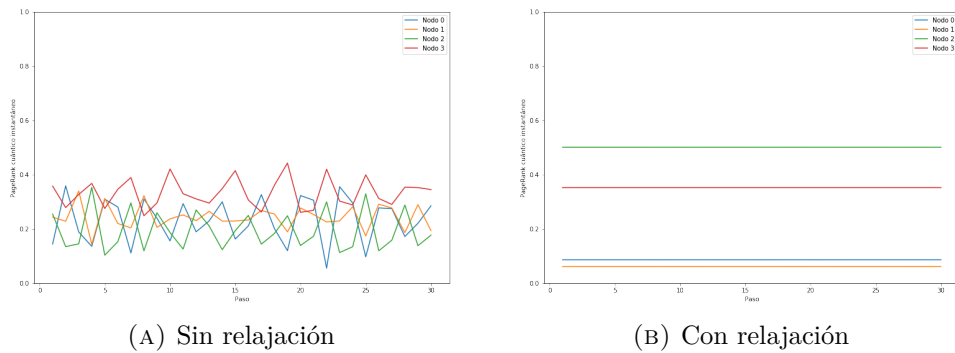 PageRank cuántico instantáneo
1.0
0.8
0.6
0.4
0.2
0.0
0 5 10 15 20 25 30
Paso
Nodo 0
Nodo 1
Nodo 2
Nodo 3
(A) Sin relajación
PageRank cuántico instantáneo
1.0
0.8
0.6
0.4
0.2
0.0
0 5 10 15 20 25 30
Paso
Nodo 0
Nodo 1
Nodo 2
Nodo 3
(B) Con relajación